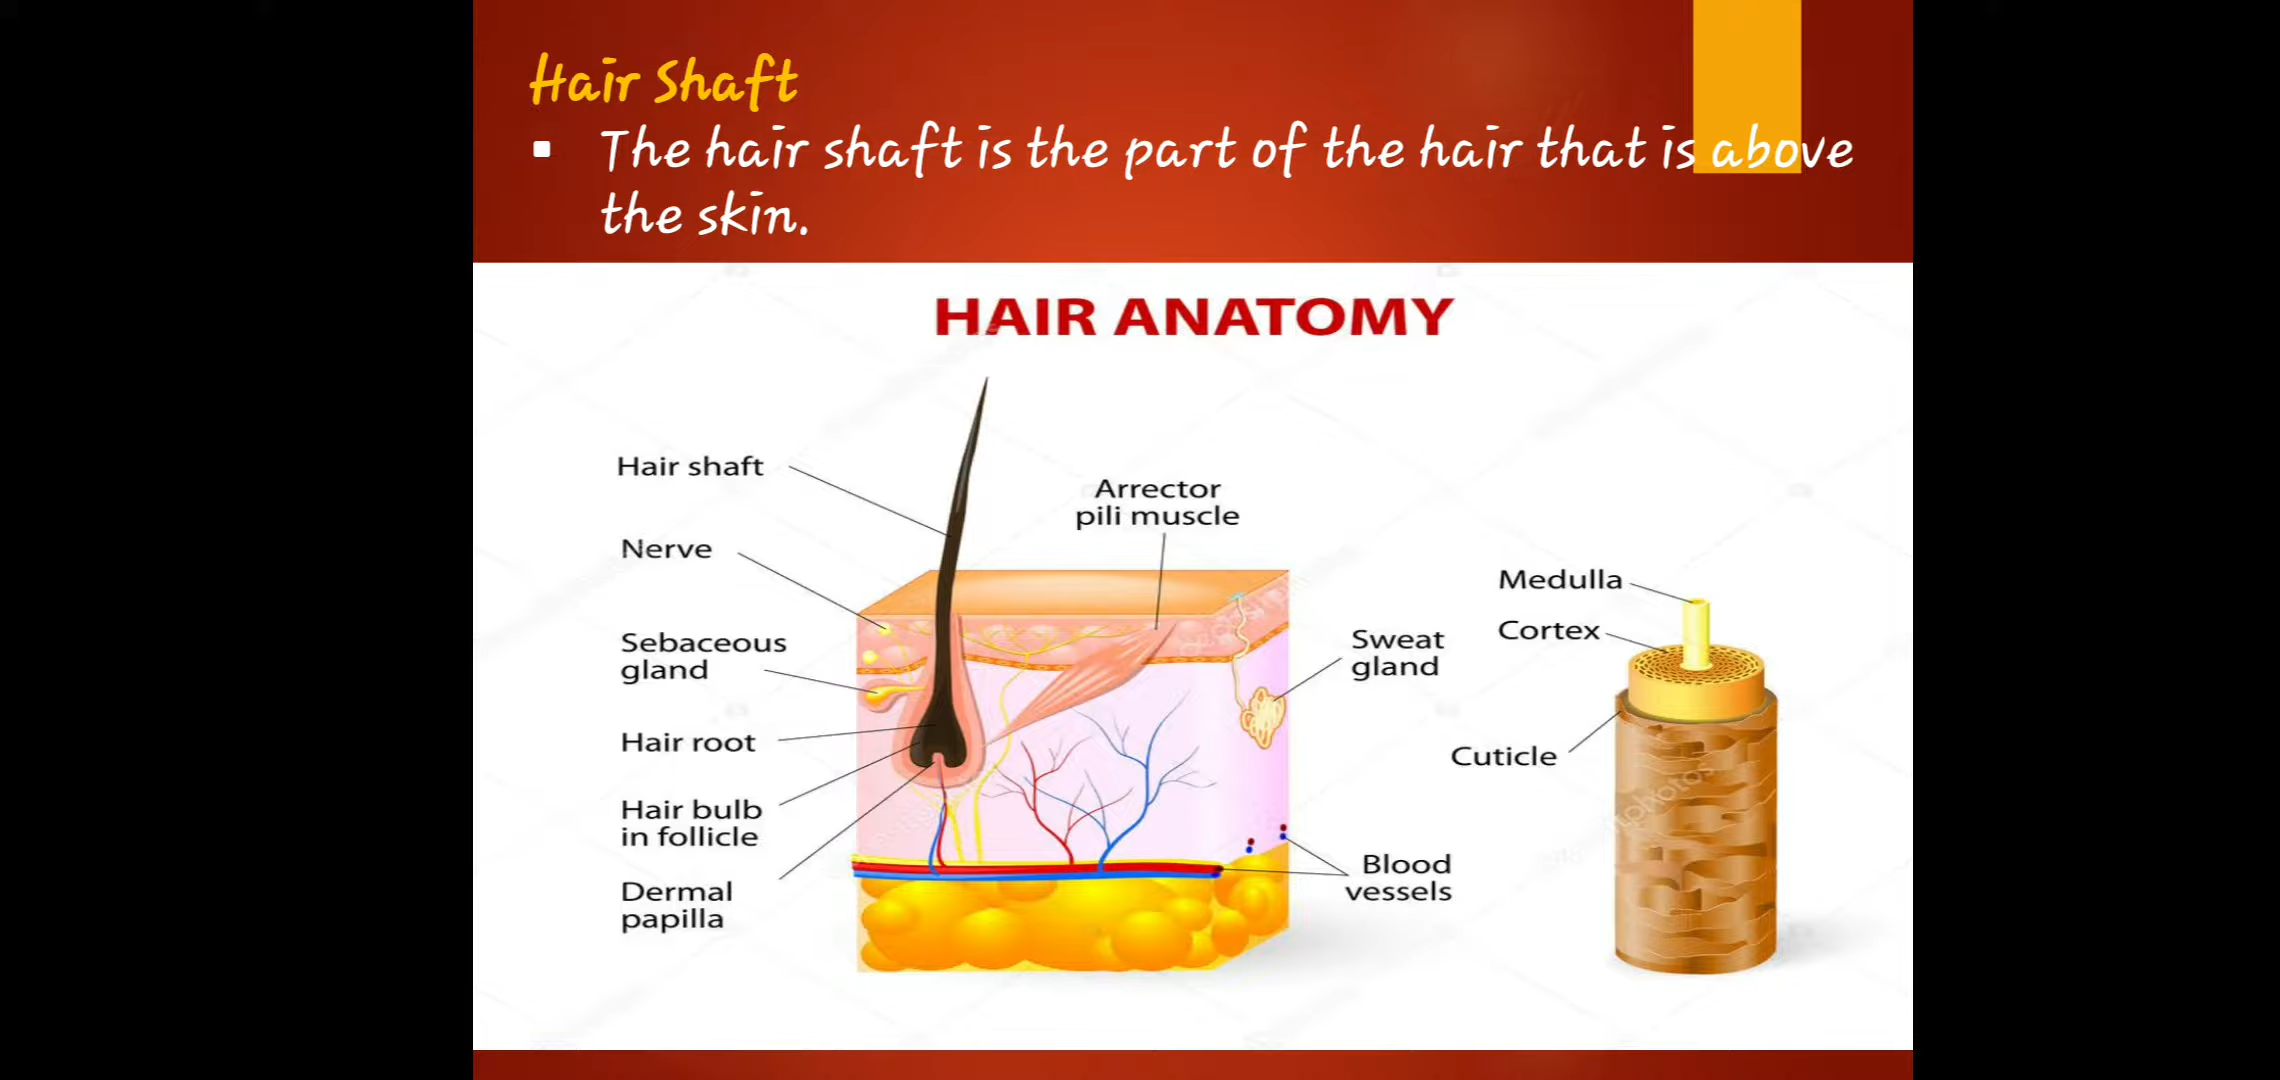 Hair Shaft
▪ The hair shaft is the part of the hair that is above
the skin.
HAIR ANATOMY
Hair shaft
Nerve
Sebaceous
gland
Hair root
Hair bulb
in follicle
Dermal
papilla
Arrector
pili muscle
Sweat
gland
Blood
vessels
Medulla
Cortex
Cuticle